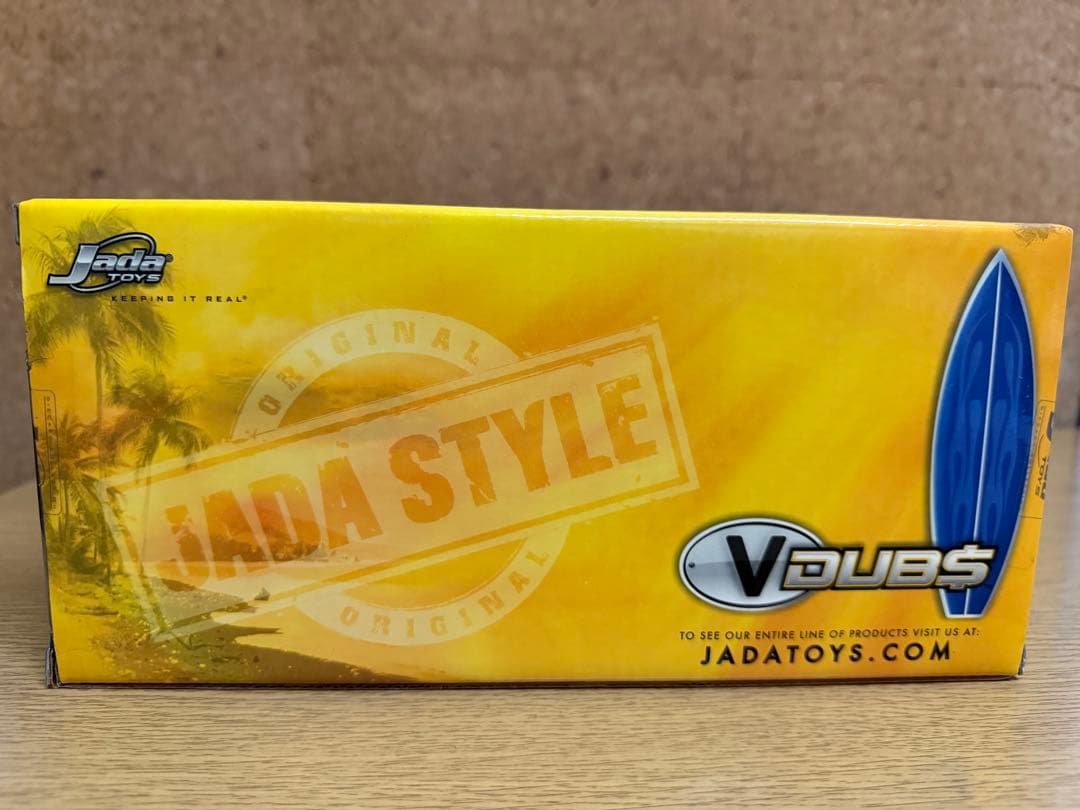 Jada®
TOYS
KEEPING IT REAL®
ORIGINAL
JADA STYLE
ORIGINAL
V DUB$
TO SEE OUR ENTIRE LINE OF PRODUCTS VISIT US AT:
JADATOYS.COM